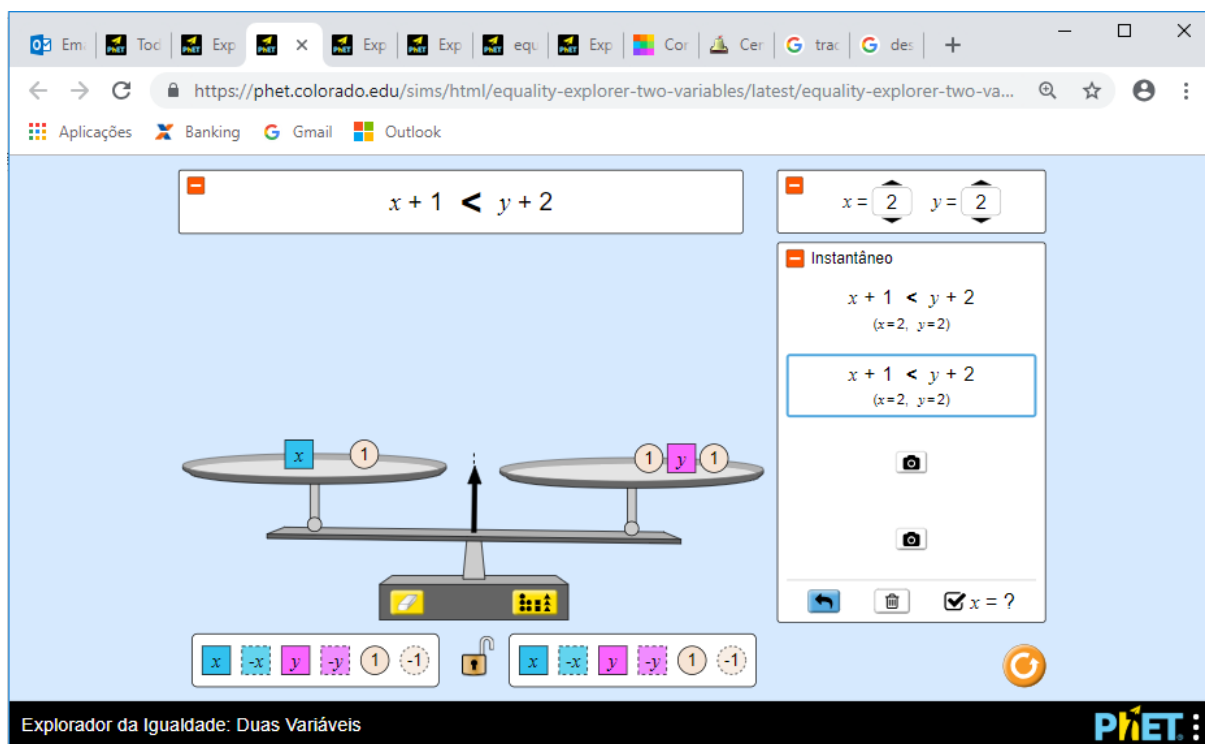 Em
Tod
Exp
Exp
Exp
equ
Exp
Cor
Cer
trac
des
https://phet.colorado.edu/sims/html/equality-explorer-two-variables/latest/equality-explorer-two-va...
Aplicações Banking Gmail Outlook
x + 1 < y + 2
x = 2 y = 2
Instantâneo
x + 1 < y + 2
(x=2, y=2)
x + 1 < y + 2
(x=2, y=2)
x 1 1 y 1
x = ?
x -x y -y 1 -1 x -x y -y 1 -1
Explorador da Igualdade: Duas Variáveis
PhET